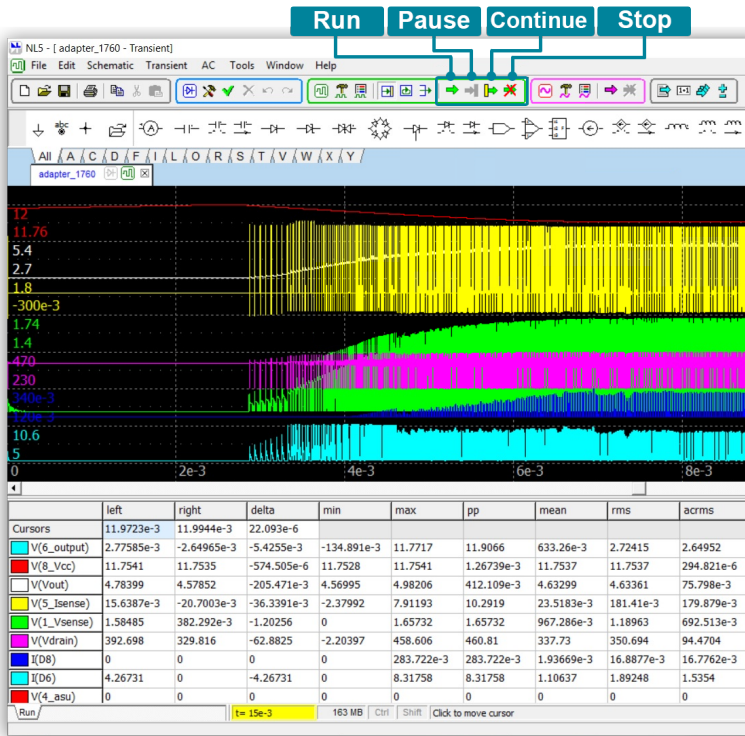 Run Pause Continue Stop
NL5 - [ adapter_1760 - Transient]
File Edit Schematic Transient AC Tools Window Help
All A C D F I L O R S T V W X Y
adapter_1760
12
11.76
5.4
2.7
1.8
-300e-3
1.74
1.4
470
230
340e-3
120e-3
10.6
5
0 2e-3 4e-3 6e-3 8e-3
left right delta min max pp mean rms acrms
Cursors 11.9723e-3 11.9944e-3 22.093e-6
V(6_output) 2.77585e-3 -2.64965e-3 -5.4255e-3 -134.891e-3 11.7717 11.9066 633.26e-3 2.72415 2.64952
V(8_Vcc) 11.7541 11.7535 -574.505e-6 11.7528 11.7541 1.26739e-3 11.7537 11.7537 294.821e-6
V(Vout) 4.78399 4.57852 -205.471e-3 4.56995 4.98206 412.109e-3 4.63299 4.63361 75.798e-3
V(5_Isense) 15.6387e-3 -20.7003e-3 -36.3391e-3 -2.37992 7.91193 10.2919 23.5183e-3 181.41e-3 179.879e-3
V(1_Vsense) 1.58485 382.292e-3 -1.20256 0 1.65732 1.65732 967.286e-3 1.18963 692.513e-3
V(Vdrain) 392.698 329.816 -62.8825 -2.20397 458.606 460.81 337.73 350.694 94.4704
I(D8) 0 0 0 0 283.722e-3 283.722e-3 1.93669e-3 16.8877e-3 16.7762e-3
I(D6) 4.26731 0 -4.26731 0 8.31758 8.31758 1.10637 1.89248 1.5354
V(4_asu) 0 0 0 0 0 0 0 0 0
Run t= 15e-3 163 MB Ctrl Shift Click to move cursor